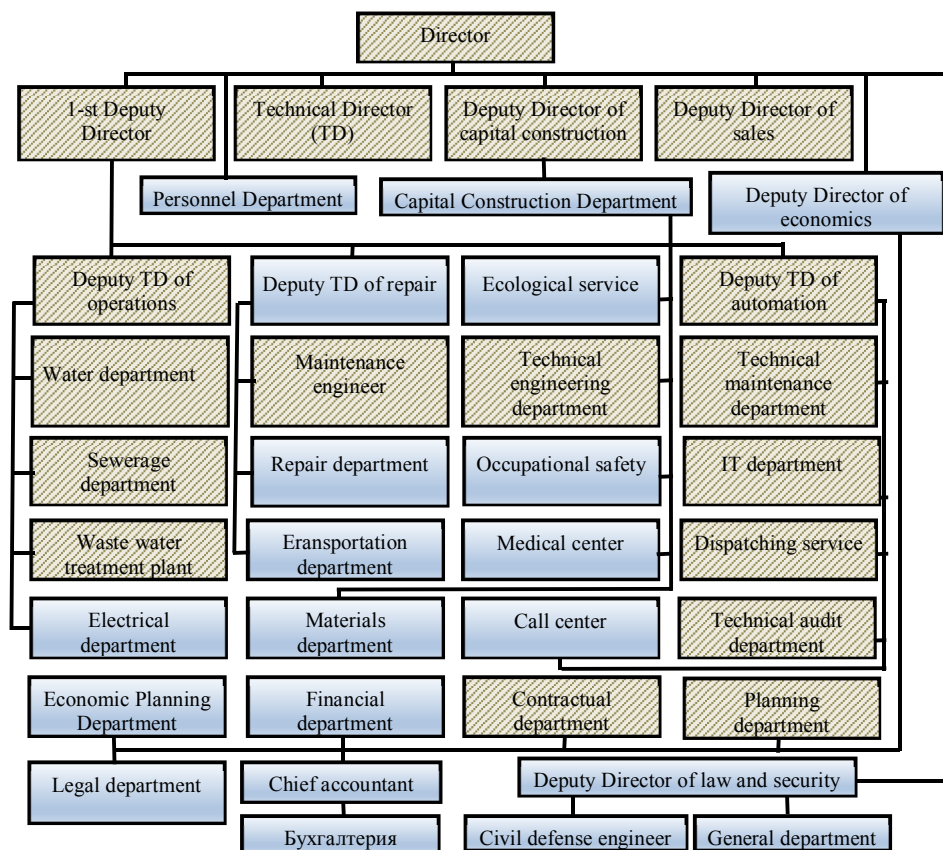 Director
1-st Deputy
Director
Technical Director
(TD)
Deputy Director of
capital construction
Deputy Director of
sales
Personnel Department
Capital Construction Department
Deputy Director of
economics
Deputy TD of
operations
Deputy TD of repair
Ecological service
Deputy TD of
automation
Water department
Maintenance
engineer
Technical
engineering
department
Technical
maintenance
department
Sewerage
department
Repair department
Occupational safety
IT department
Waste water
treatment plant
Eransportation
department
Medical center
Dispatching service
Electrical
department
Materials
department
Call center
Technical audit
department
Economic Planning
Department
Financial
department
Contractual
department
Planning
department
Legal department
Chief accountant
Deputy Director of law and security
Бухгалтерия
Civil defense engineer
General department